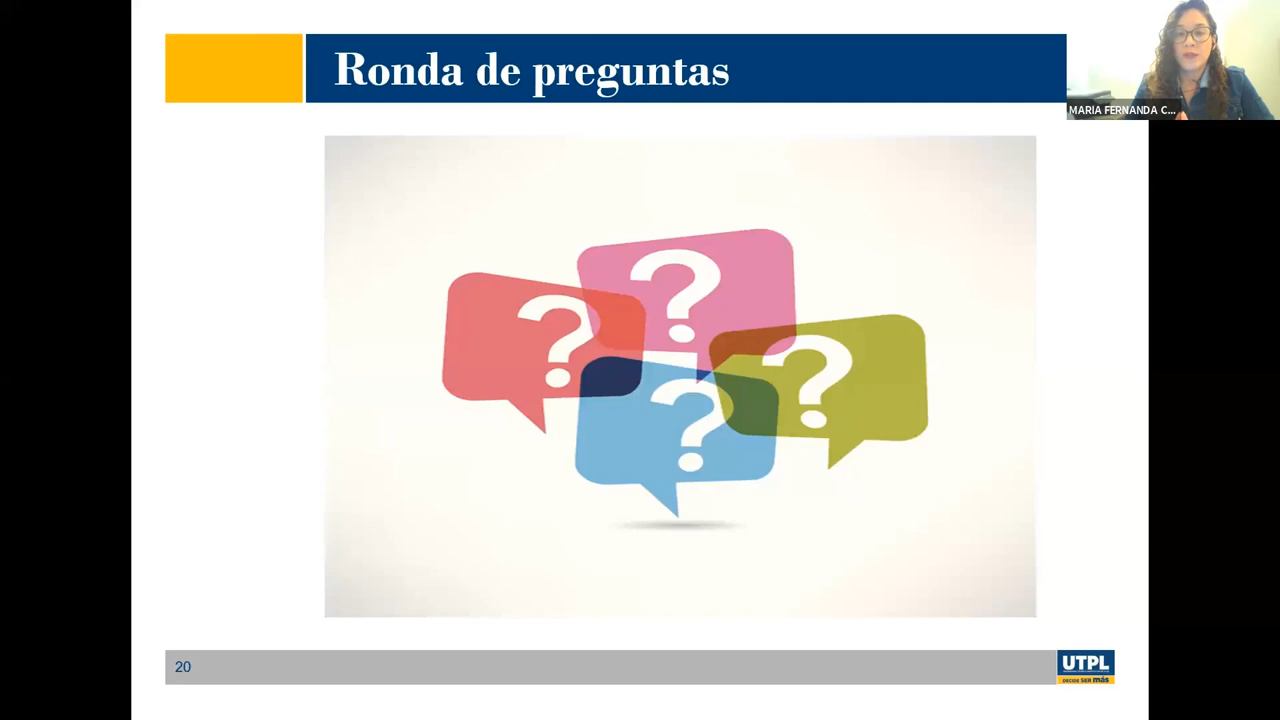 Ronda de preguntas
MARIA FERNANDA C...
?
?
?
?
20
UTPL
DECIDE SER más